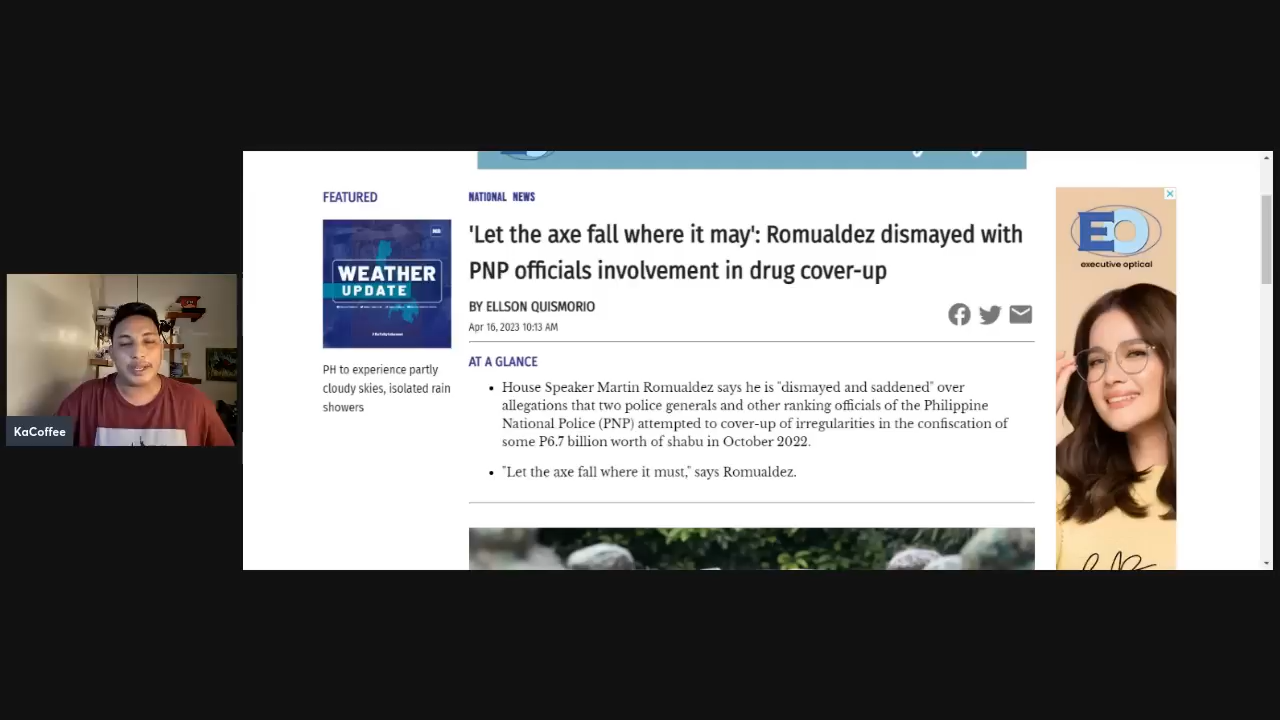 FEATURED
WEATHER
UPDATE
PH to experience partly
cloudy skies, isolated rain
showers
NATIONAL NEWS
'Let the axe fall where it may': Romualdez dismayed with
PNP officials involvement in drug cover-up
BY ELLSON QUISMORIO
Apr 16, 2023 10:13 AM
AT A GLANCE
House Speaker Martin Romualdez says he is "dismayed and saddened" over
allegations that two police generals and other ranking officials of the Philippine
National Police (PNP) attempted to cover-up of irregularities in the confiscation of
some P6.7 billion worth of shabu in October 2022.
"Let the axe fall where it must," says Romualdez.
EO
executive optical
KaCoffee